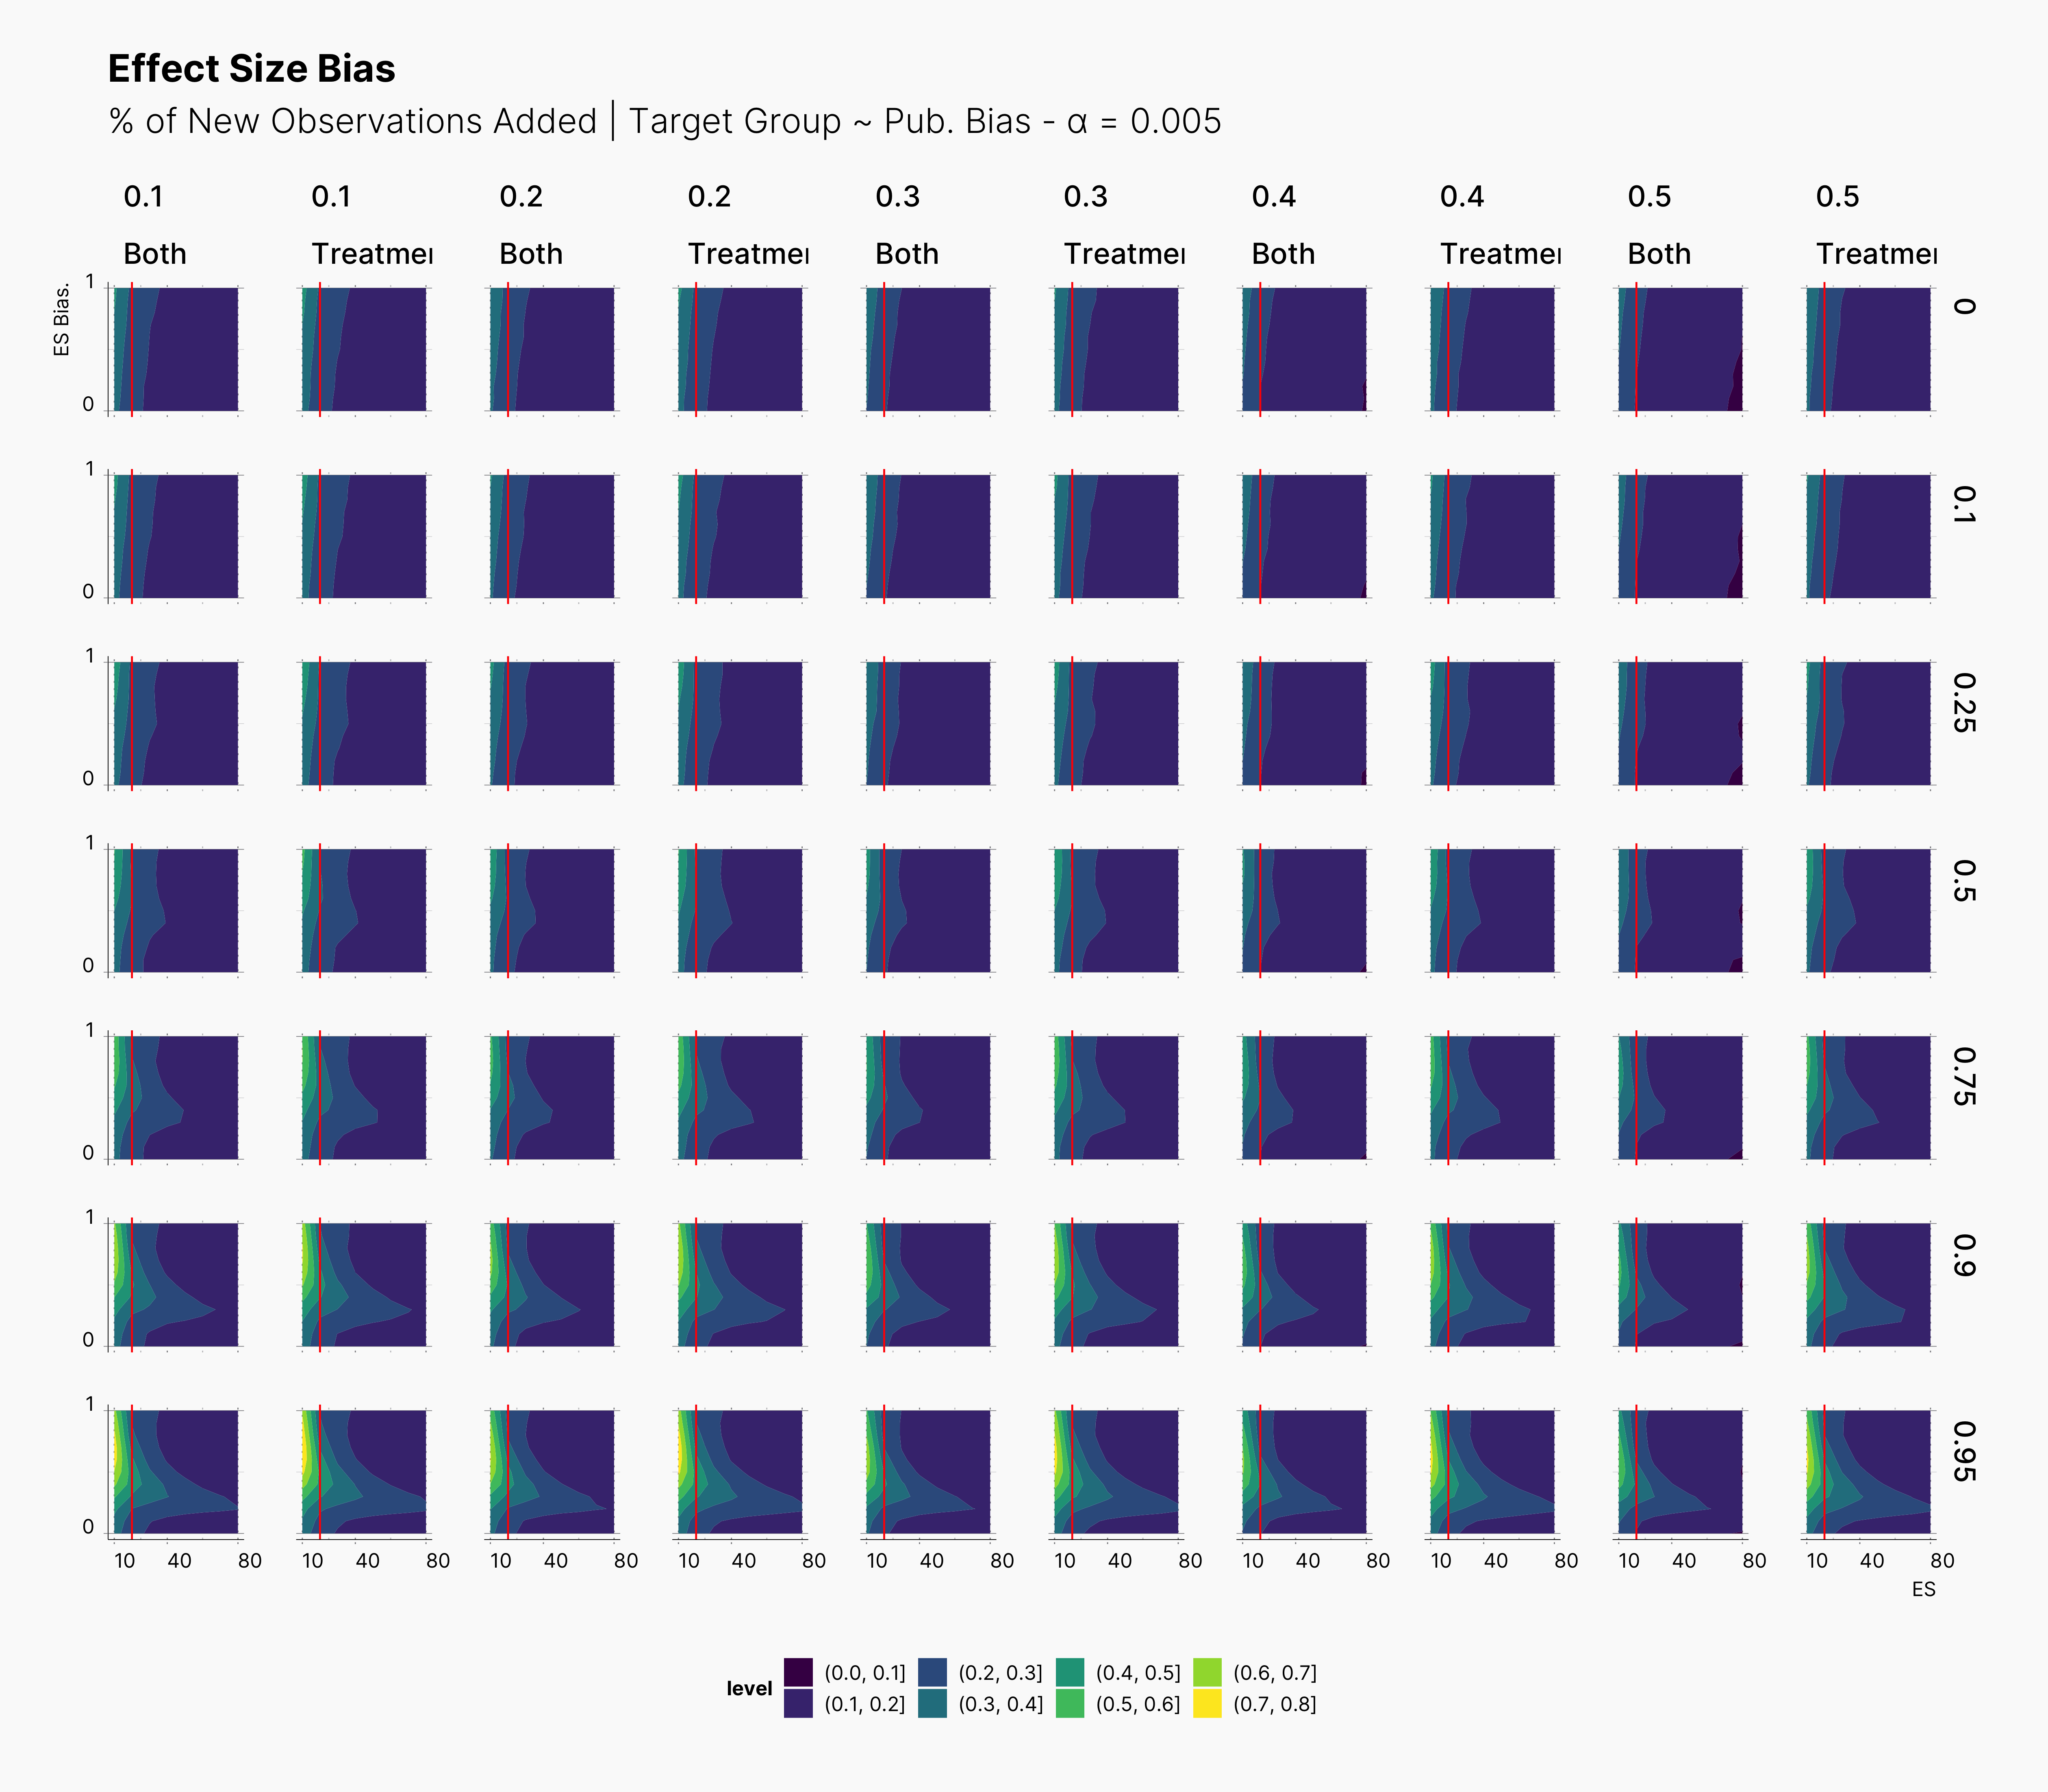 Effect Size Bias
% of New Observations Added | Target Group ~ Pub. Bias - α = 0.005
0.1 0.1 0.2 0.2 0.3 0.3 0.4 0.4 0.5 0.5
Both Treatmer Both Treatmer Both Treatmer Both Treatmer Both Treatmer
ES Bias.
1
0
0
1
0
0.1
1
0
0.25
1
0
0.5
1
0
0.75
1
0
0.9
1
0
0.95
10 40 80 10 40 80 10 40 80 10 40 80 10 40 80 10 40 80 10 40 80 10 40 80 10 40 80 10 40 80
ES
level
(0.0, 0.1] (0.2, 0.3] (0.4, 0.5] (0.6, 0.7]
(0.1, 0.2] (0.3, 0.4] (0.5, 0.6] (0.7, 0.8]